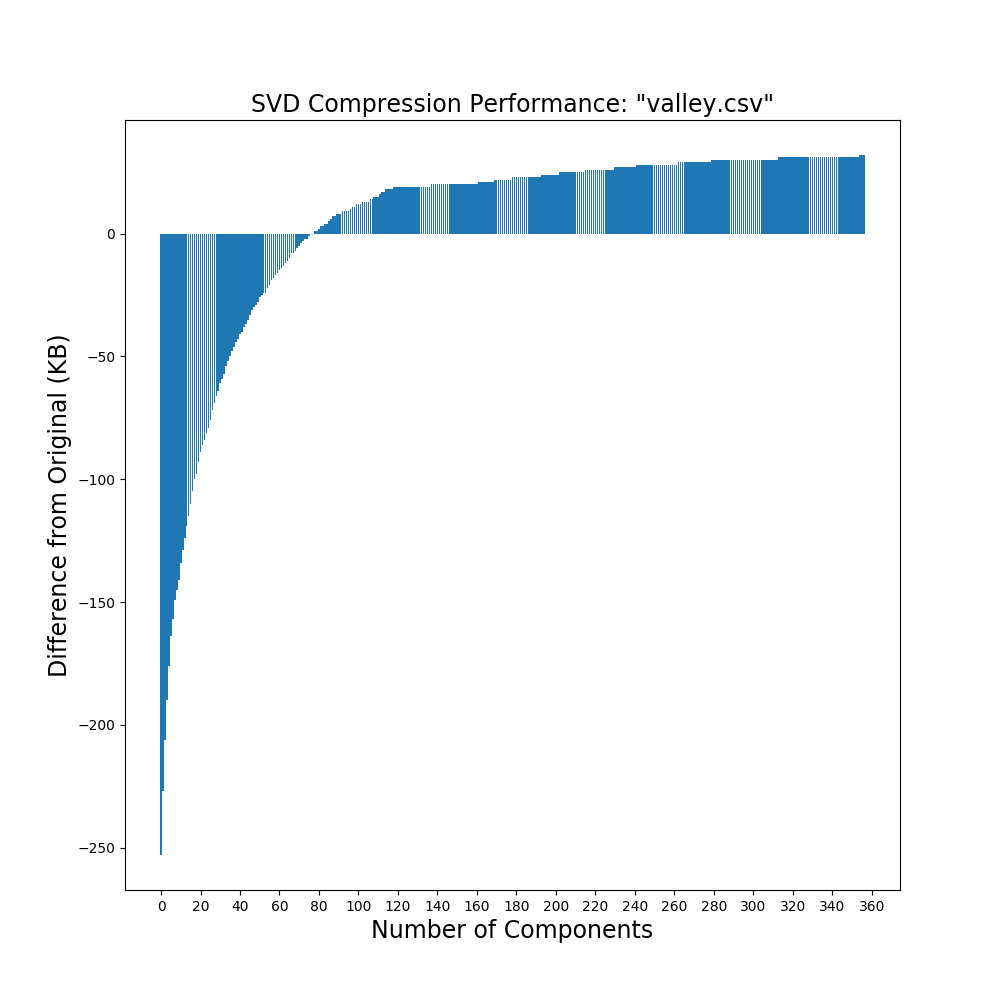 SVD Compression Performance: "valley.csv"
Difference from Original (KB)
0
−50
−100
−150
−200
−250
0 20 40 60 80 100 120 140 160 180 200 220 240 260 280 300 320 340 360
Number of Components